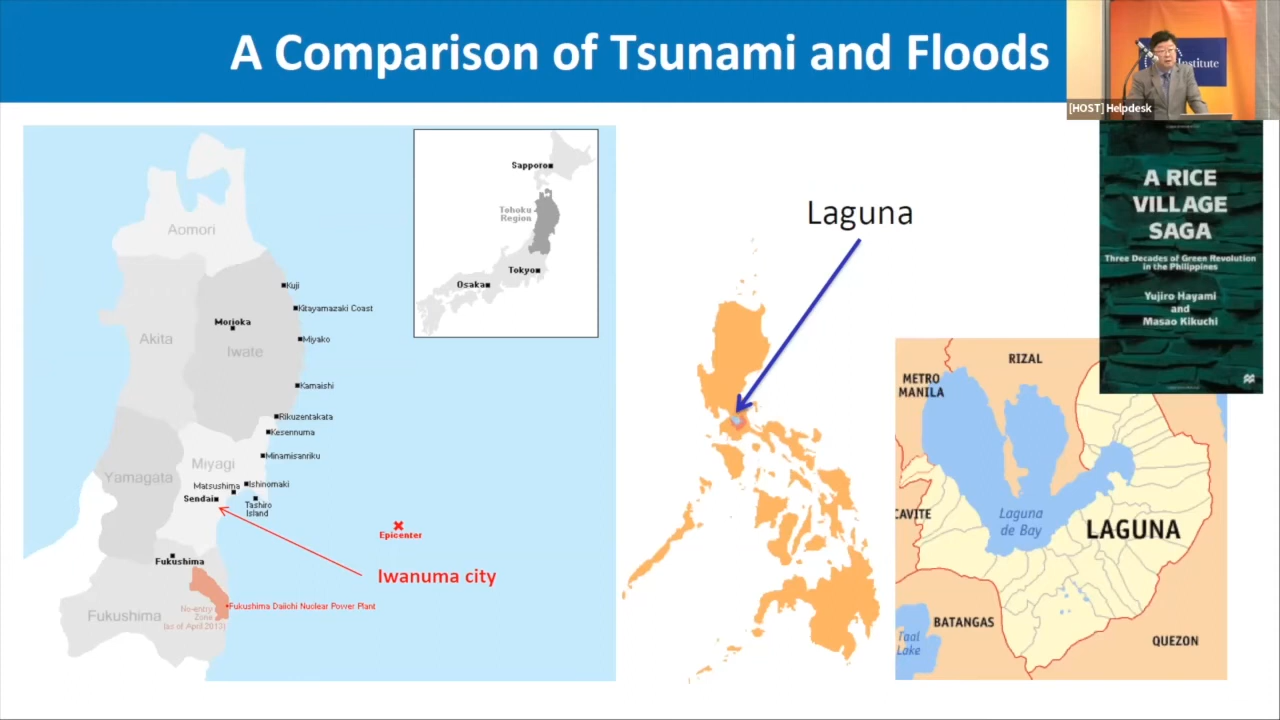 A Comparison of Tsunami and Floods
Institute
[HOST] Helpdesk
Aomori
Akita
Morioka
Iwate
Kuji
Kitayamazaki Coast
Miyako
Kamaishi
Rikuzentakata
Kesennuma
Minamisanriku
Yamagata
Miyagi
Matsushima
Ishinomaki
Sendai
Tashiro
Island
Epicenter
Iwanuma city
Fukushima
Fukushima Daiichi Nuclear Power Plant
No-entry
Zone
(as of April 2013)
Fukushima
Sapporo
Tohoku
Region
Tokyo
Osaka
Laguna
A RICE
VILLAGE
SAGA
Three Decades of Green Revolution
in the Philippines
Yujiro Hayami
and
Masao Kikuchi
RIZAL
METRO
MANILA
CAVITE
Laguna
de Bay
LAGUNA
BATANGAS
Taal
Lake
QUEZON